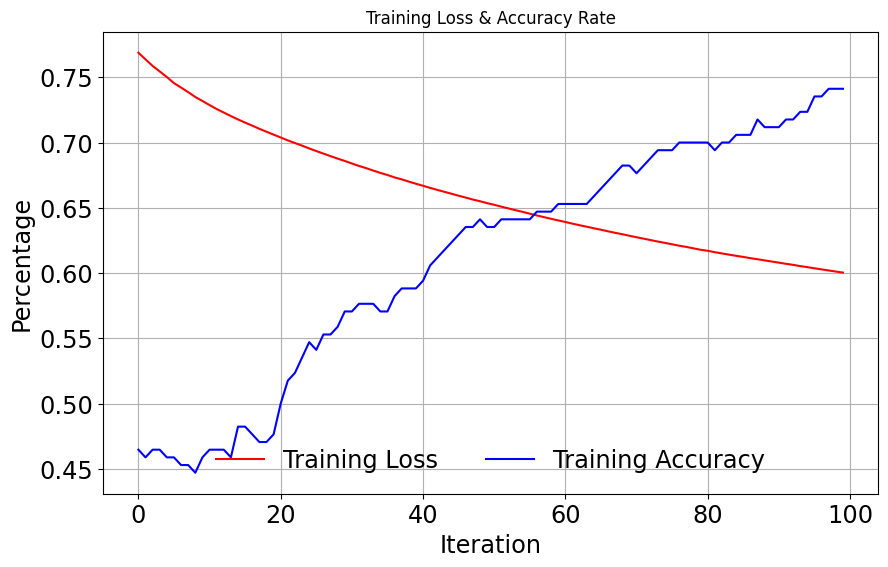 Training Loss & Accuracy Rate
Percentage
0.75
0.70
0.65
0.60
0.55
0.50
0.45
Training Loss
Training Accuracy
0
20
40
60
80
100
Iteration